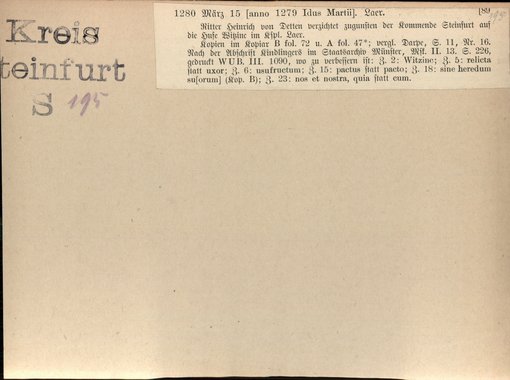 Kreis
teinfurt
S 195
1280 März 15 [anno 1279 Idus Martii]. Laer. [89
195
Ritter Heinrich von Detten verzichtet zugunsten der Kommende Steinfurt auf
die Hufe Witzinc im Kspl. Laer.
Kopien im Kopiar B fol. 72 u. A fol. 47*; vergl. Darpe, S. 11, Nr. 16.
Nach der Abschrift Kindlingers im Staatsarchiv Münster, Msk. II. 13. S. 226,
gedruckt WUB. III. 1090, wo zu verbessern ist: Z. 2: Witzinc; Z. 5: relicta
statt uxor; Z. 6: usufructum; Z. 15: pactus statt pacto; Z. 18: sine heredum
su[orum] (Kop. B); Z. 23: nos et nostra, quia statt cum.